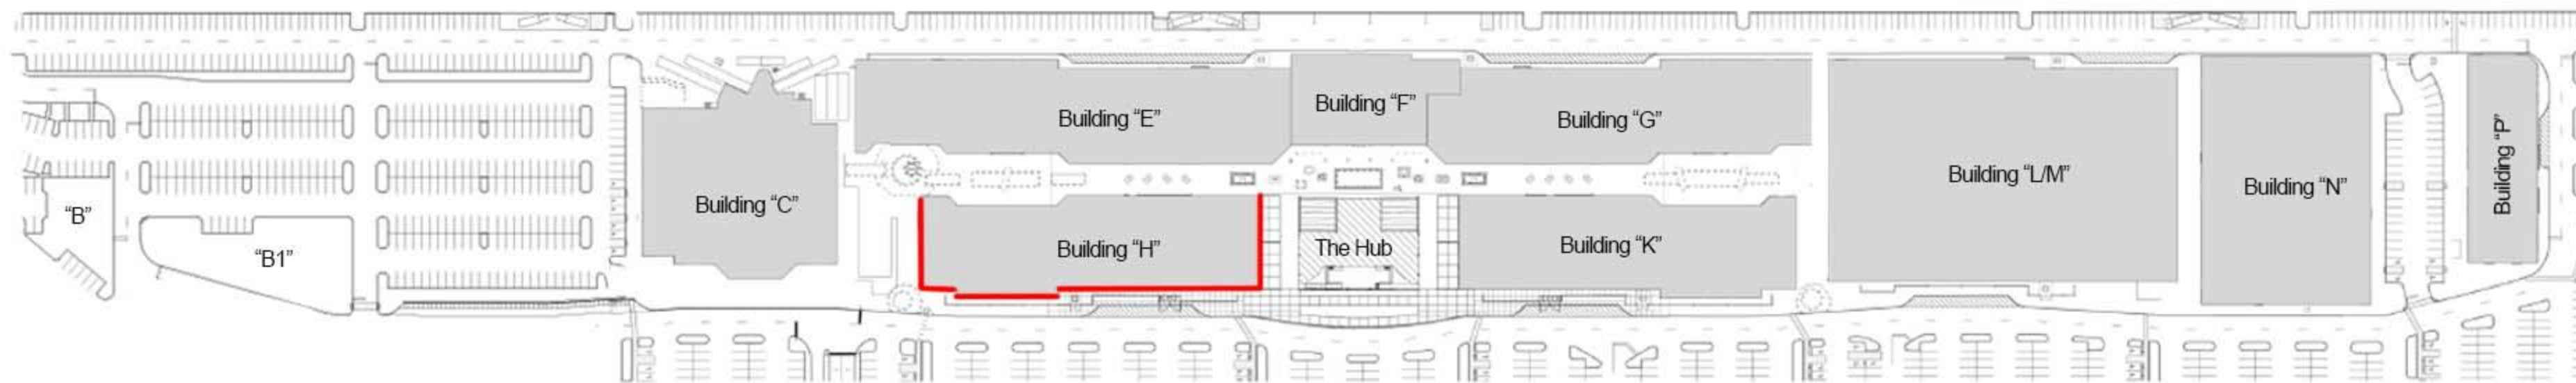 “B”
“B1”
Building “C”
Building “E”
Building “F”
Building “G”
Building “H”
The Hub
Building “K”
Building “L/M”
Building “N”
Building “P”